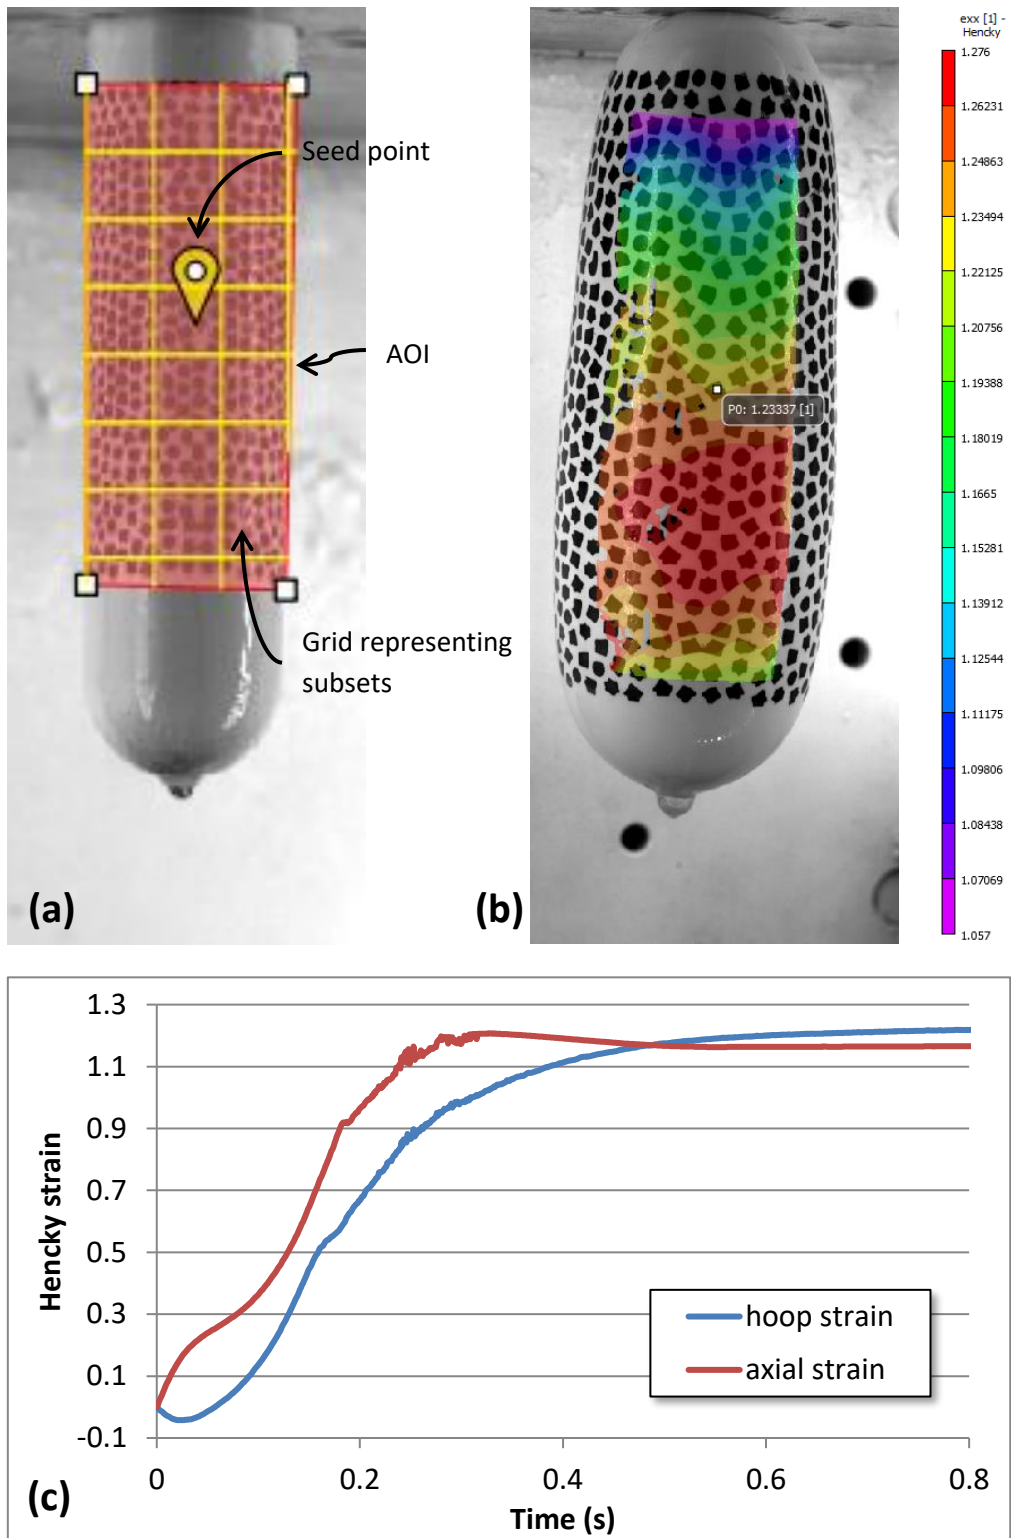 Seed point
AOI
Grid representing
subsets
(a)
(b)
P0: 1.23337 [1]
exx [1] -
Hencky
1.276
1.26231
1.24863
1.23494
1.22125
1.20756
1.19388
1.18019
1.1665
1.15281
1.13912
1.12544
1.11175
1.09806
1.08438
1.07069
1.057
Hencky strain
1.3
1.1
0.9
0.7
0.5
0.3
0.1
-0.1
hoop strain
axial strain
0
0.2
0.4
0.6
0.8
(c)
Time (s)